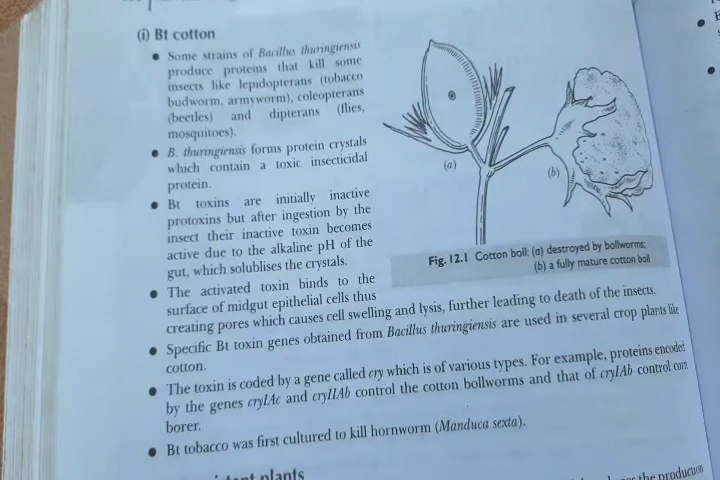 (i) Bt cotton
• Some strains of Bacillus thuringiensis
produce proteins that kill some
insects like lepidopterans (tobacco
budworm, armyworm), coleopterans
(beetles) and dipterans (flies,
mosquitoes).
• B. thuringiensis forms protein crystals
which contain a toxic insecticidal
protein.
• Bt toxins are initially inactive
protoxins but after ingestion by the
insect their inactive toxin becomes
active due to the alkaline pH of the
gut, which solublises the crystals.
• The activated toxin binds to the
surface of midgut epithelial cells thus
creating pores which causes cell swelling and lysis, further leading to death of the insects.
• Specific Bt toxin genes obtained from Bacillus thuringiensis are used in several crop plants like
cotton.
• The toxin is coded by a gene called cry which is of various types. For example, proteins encoded
by the genes cryIAc and cryIIAb control the cotton bollworms and that of cryIAb control corn
borer.
• Bt tobacco was first cultured to kill hornworm (Manduca sexta).
(a)
(b)
Fig. 12.1 Cotton boll: (a) destroyed by bollworms;
(b) a fully mature cotton boll
plants
the production